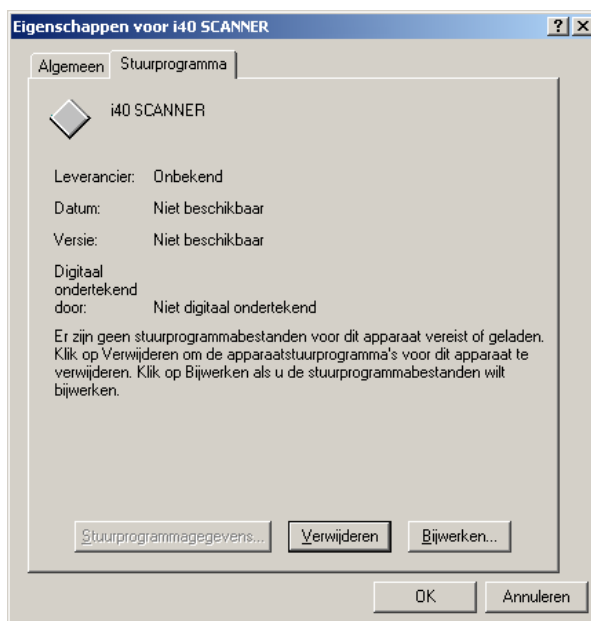 Eigenschappen voor i40 SCANNER
Algemeen
Stuurprogramma
i40 SCANNER
Leverancier: Onbekend
Datum: Niet beschikbaar
Versie: Niet beschikbaar
Digitaal
ondertekend
door: Niet digitaal ondertekend
Er zijn geen stuurprogrammabestanden voor dit apparaat vereist of geladen.
Klik op Verwijderen om de apparaatstuurprogramma's voor dit apparaat te
verwijderen. Klik op Bijwerken als u de stuurprogrammabestanden wilt
bijwerken.
Stuurprogrammagegevens... Verwijderen Bijwerken...
OK Annuleren